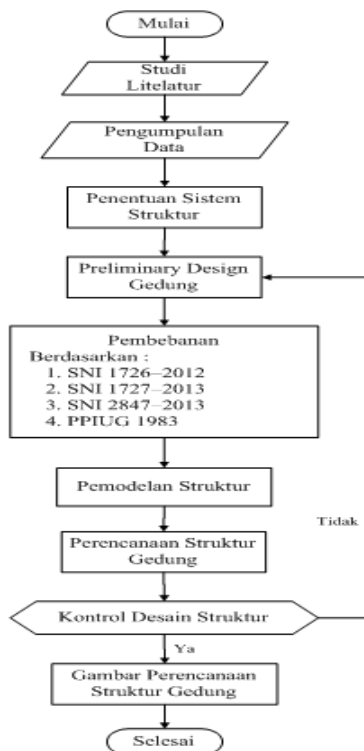 Mulai
Studi
Litelatur
Pengumpulan
Data
Penentuan Sistem
Struktur
Preliminary Design
Gedung
Pembebanan
Berdasarkan :
1. SNI 1726–2012
2. SNI 1727–2013
3. SNI 2847–2013
4. PPIUG 1983
Pemodelan Struktur
Tidak
Perencanaan Struktur
Gedung
Kontrol Desain Struktur
Ya
Gambar Perencanaan
Struktur Gedung
Selesai